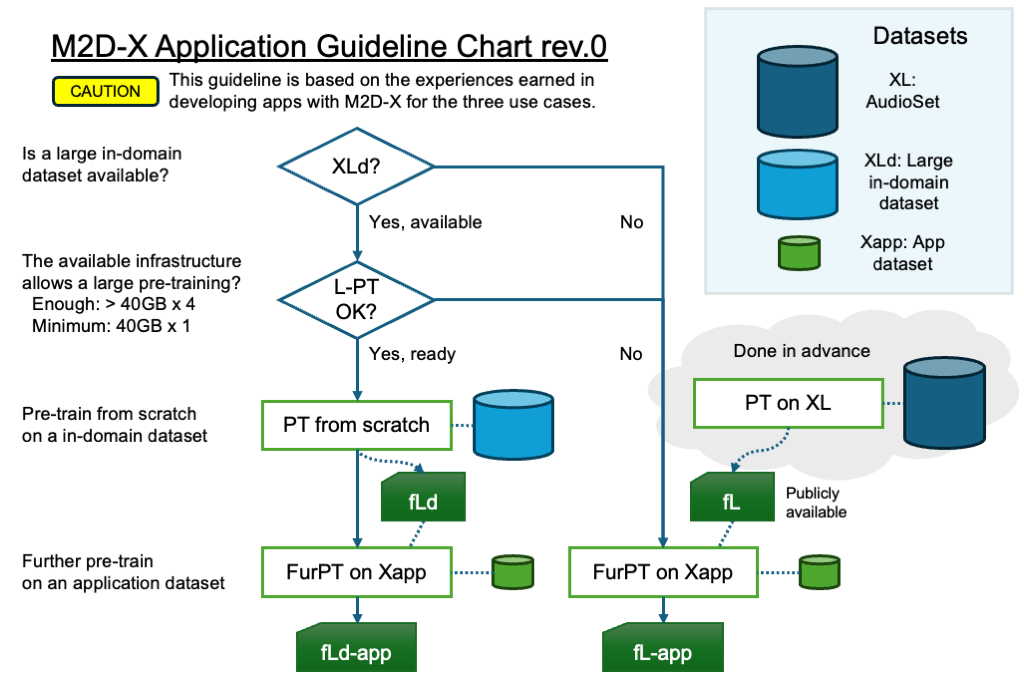 M2D-X Application Guideline Chart rev.0
CAUTION
This guideline is based on the experiences earned in
developing apps with M2D-X for the three use cases.
Datasets
XL:
AudioSet
XLd: Large
in-domain
dataset
Xapp: App
dataset
Is a large in-domain
dataset available?
XLd?
Yes, available
No
The available infrastructure
allows a large pre-training?
Enough: > 40GB x 4
Minimum: 40GB x 1
L-PT
OK?
Yes, ready
No
Done in advance
PT on XL
Pre-train from scratch
on a in-domain dataset
PT from scratch
fLd
fL
Publicly
available
Further pre-train
on an application dataset
FurPT on Xapp
FurPT on Xapp
fLd-app
fL-app